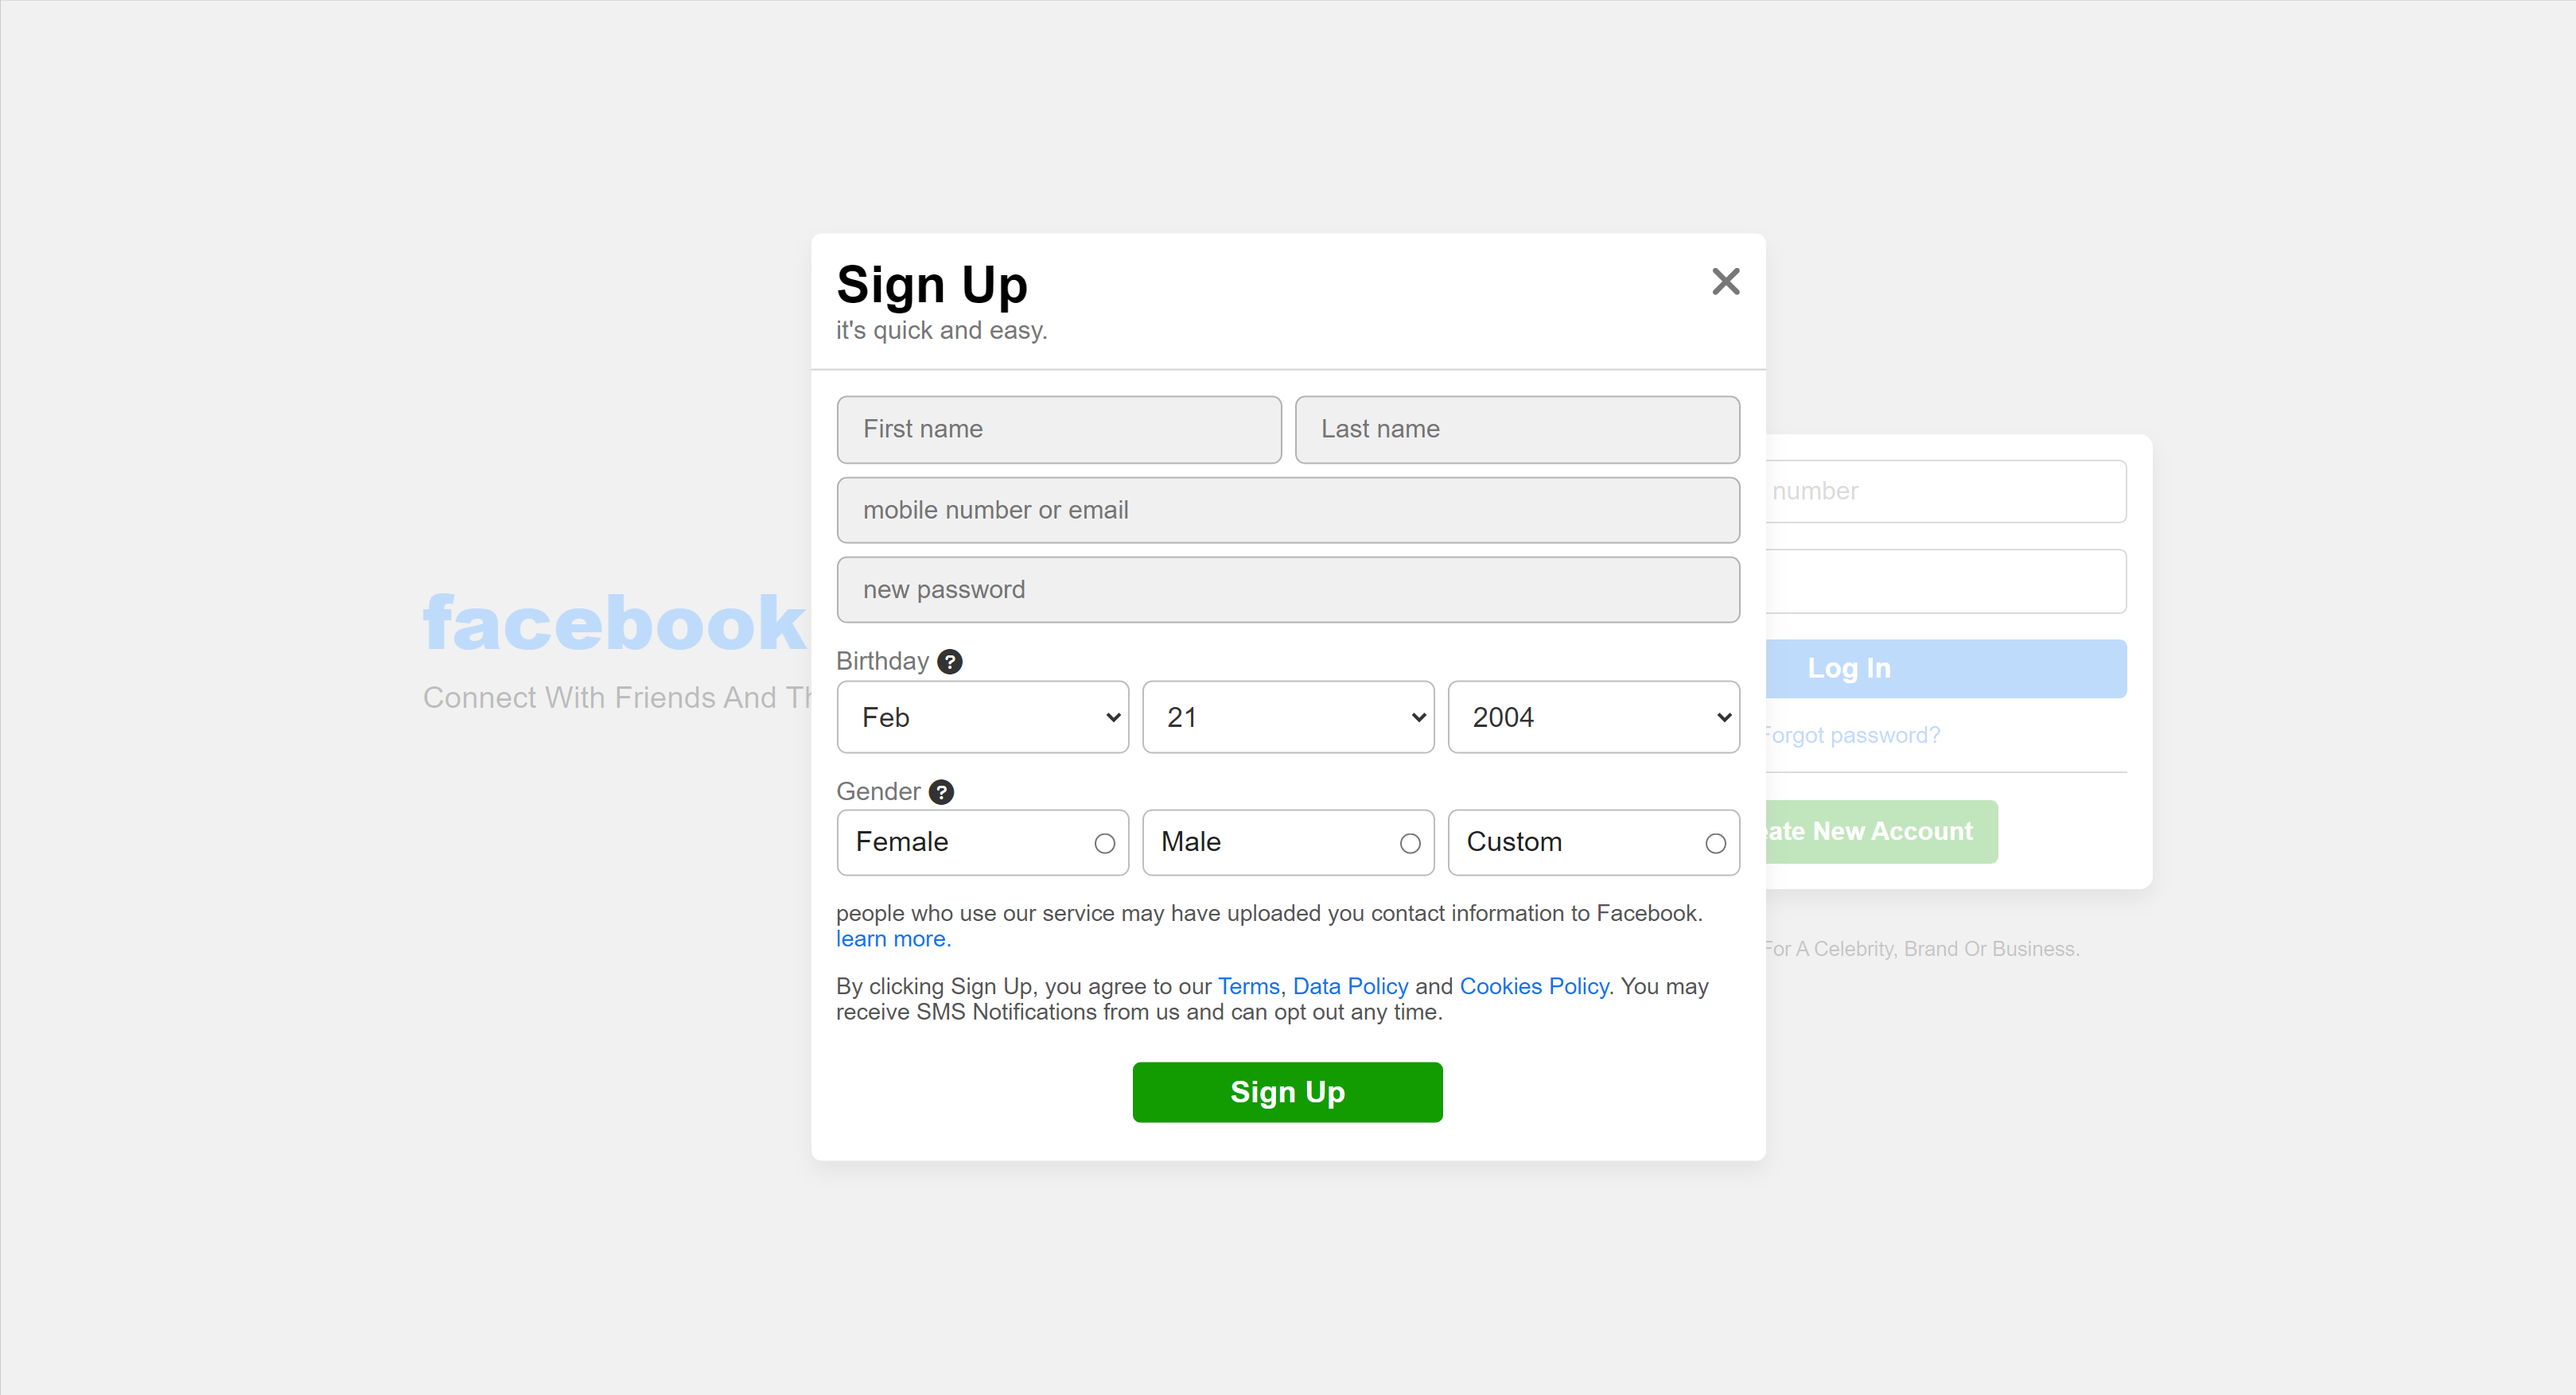 Sign Up
it's quick and easy.
First name
Last name
mobile number or email
new password
Birthday ?
Feb
21
2004
Gender ?
Female
Male
Custom
people who use our service may have uploaded you contact information to Facebook.
learn more.
By clicking Sign Up, you agree to our Terms, Data Policy and Cookies Policy. You may
receive SMS Notifications from us and can opt out any time.
Sign Up
facebook
Connect With Friends And
number
Log In
Forgot password?
New Account
For A Celebrity, Brand Or Business.